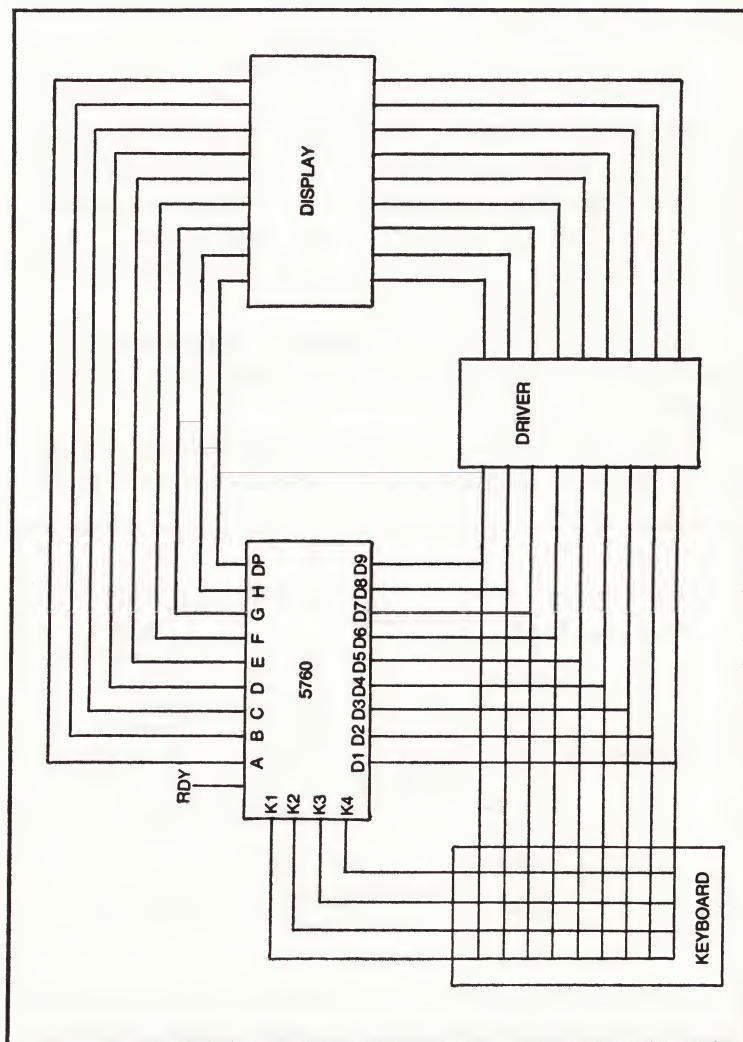 DISPLAY
DRIVER
RDY
A B C D E F G H DP
K1
K2
K3
K4
5760
D1 D2 D3 D4 D5 D6 D7 D8 D9
KEYBOARD